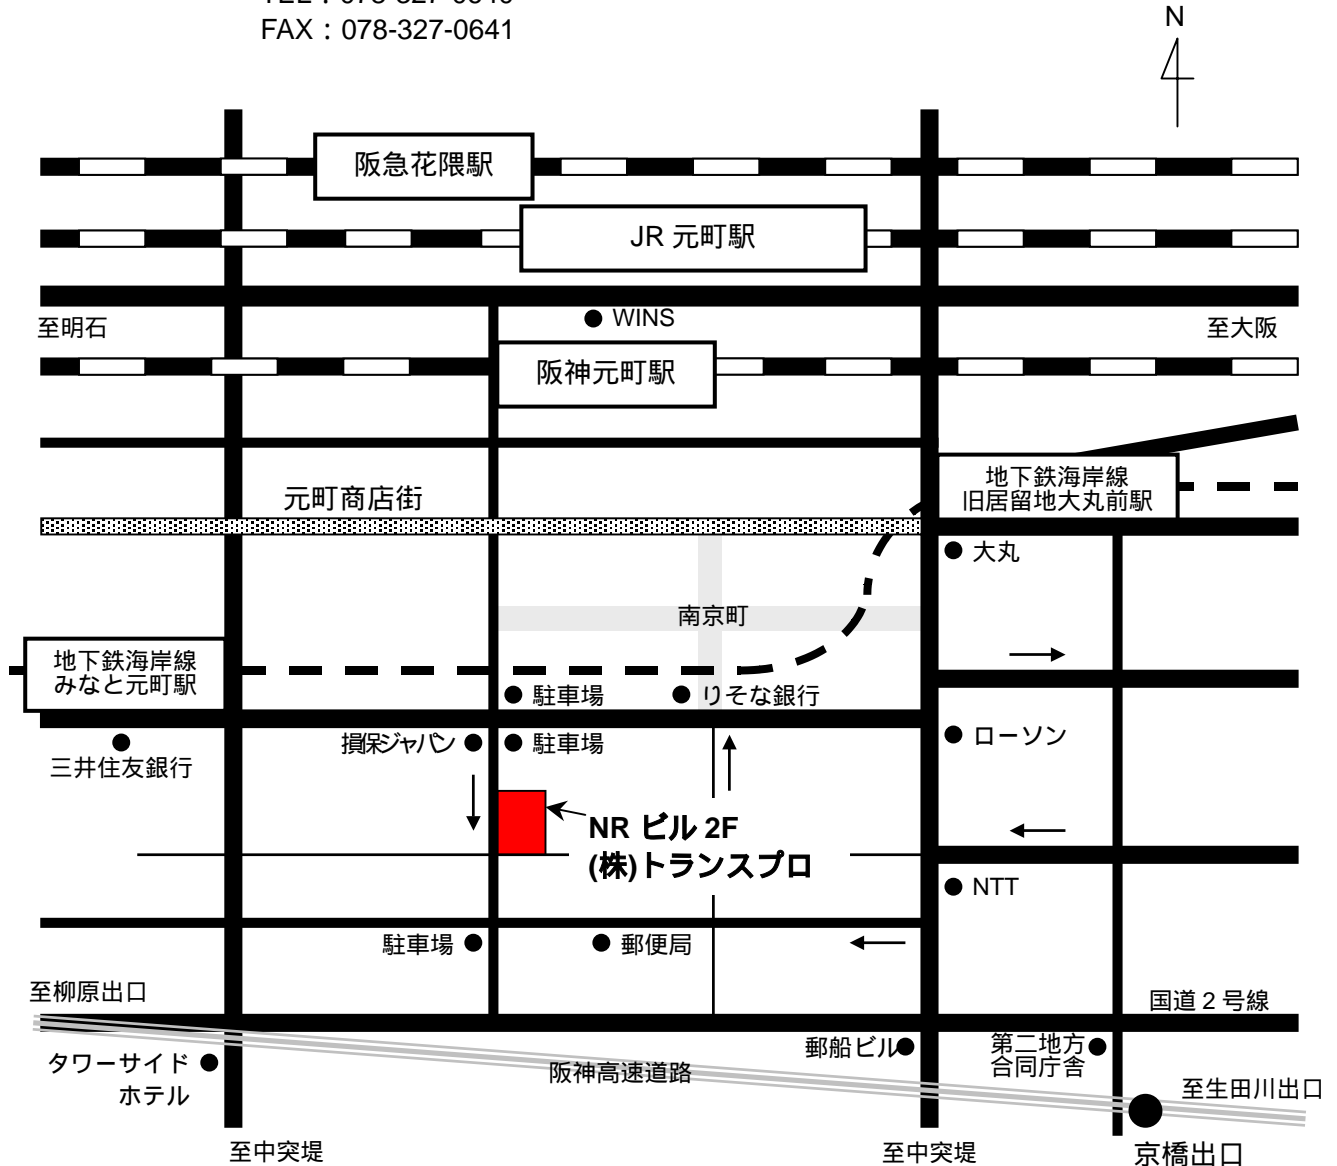 FAX：078-327-0641
N
阪急花隈駅
JR 元町駅
WINS
至明石
至大阪
阪神元町駅
地下鉄海岸線
旧居留地大丸前駅
元町商店街
大丸
南京町
地下鉄海岸線
みなと元町駅
駐車場
りそな銀行
損保ジャパン
駐車場
ローソン
三井住友銀行
NR ビル 2F
(株)トランスプロ
NTT
駐車場
郵便局
至柳原出口
国道 2 号線
郵船ビル
第二地方
合同庁舎
タワーサイド
ホテル
阪神高速道路
至生田川出口
至中突堤
至中突堤
京橋出口